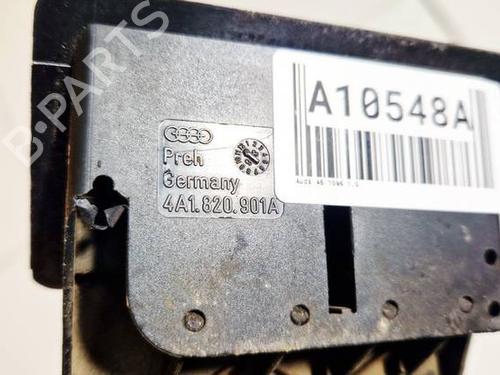 B-PARTS
A10548A
Preh
Germany
4A1.820.901A